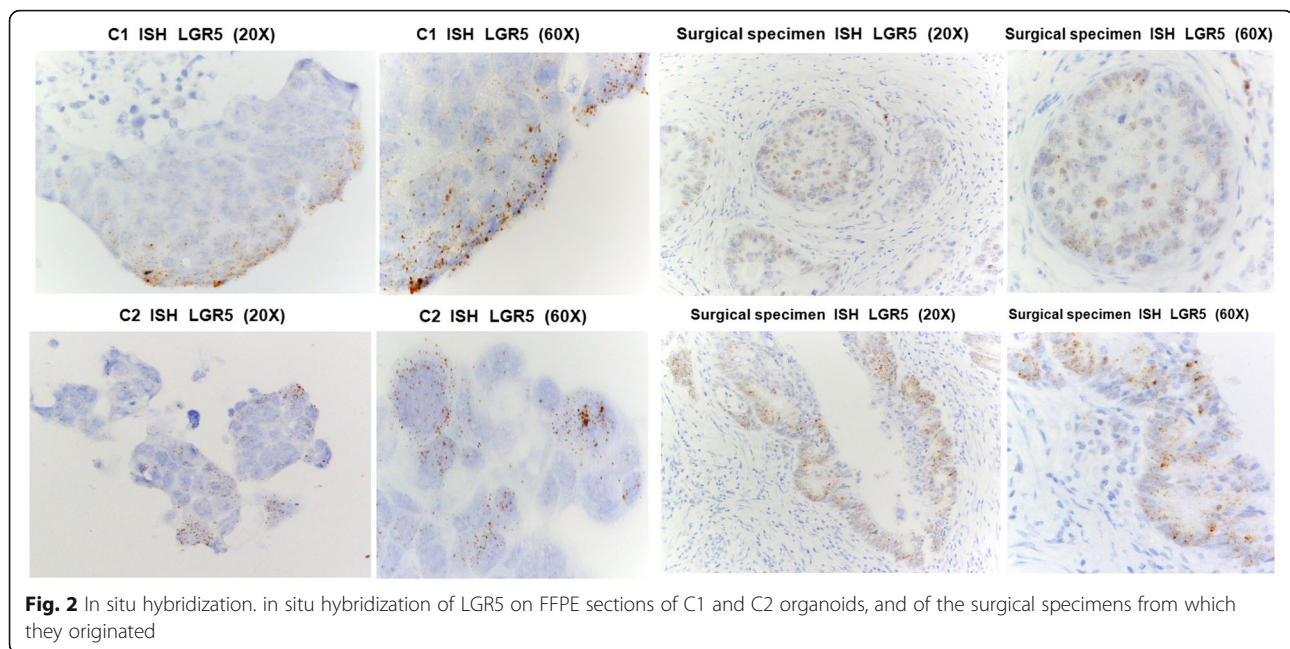 C1 ISH LGR5 (20X)
C1 ISH LGR5 (60X)
Surgical specimen ISH LGR5 (20X)
Surgical specimen ISH LGR5 (60X)
C2 ISH LGR5 (20X)
C2 ISH LGR5 (60X)
Surgical specimen ISH LGR5 (20X)
Surgical specimen ISH LGR5 (60X)
Fig. 2 In situ hybridization. in situ hybridization of LGR5 on FFPE sections of C1 and C2 organoids, and of the surgical specimens from which
they originated